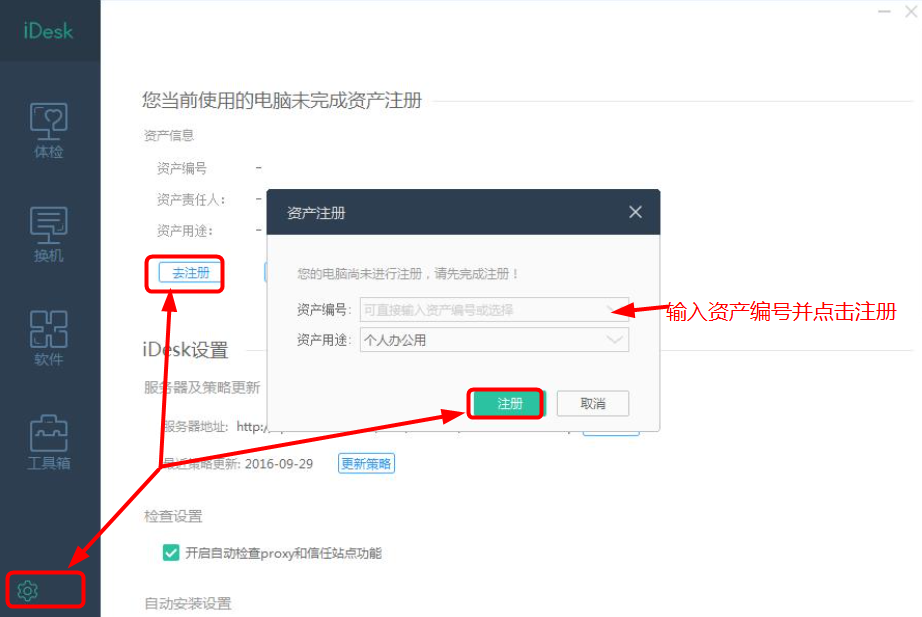 iDesk
体检
换机
软件
工具箱
您当前使用的电脑未完成资产注册
资产信息
资产编号 -
资产责任人: -
资产用途: -
去注册
资产注册
您的电脑尚未进行注册，请先完成注册！
资产编号: 可直接输入资产编号或选择
资产用途: 个人办公用
注册 取消
输入资产编号并点击注册
iDesk设置
服务器及策略更新
服务器地址: http:/
最近策略更新: 2016-09-29 更新策略
检查设置
开启自动检查proxy和信任站点功能
自动安装设置